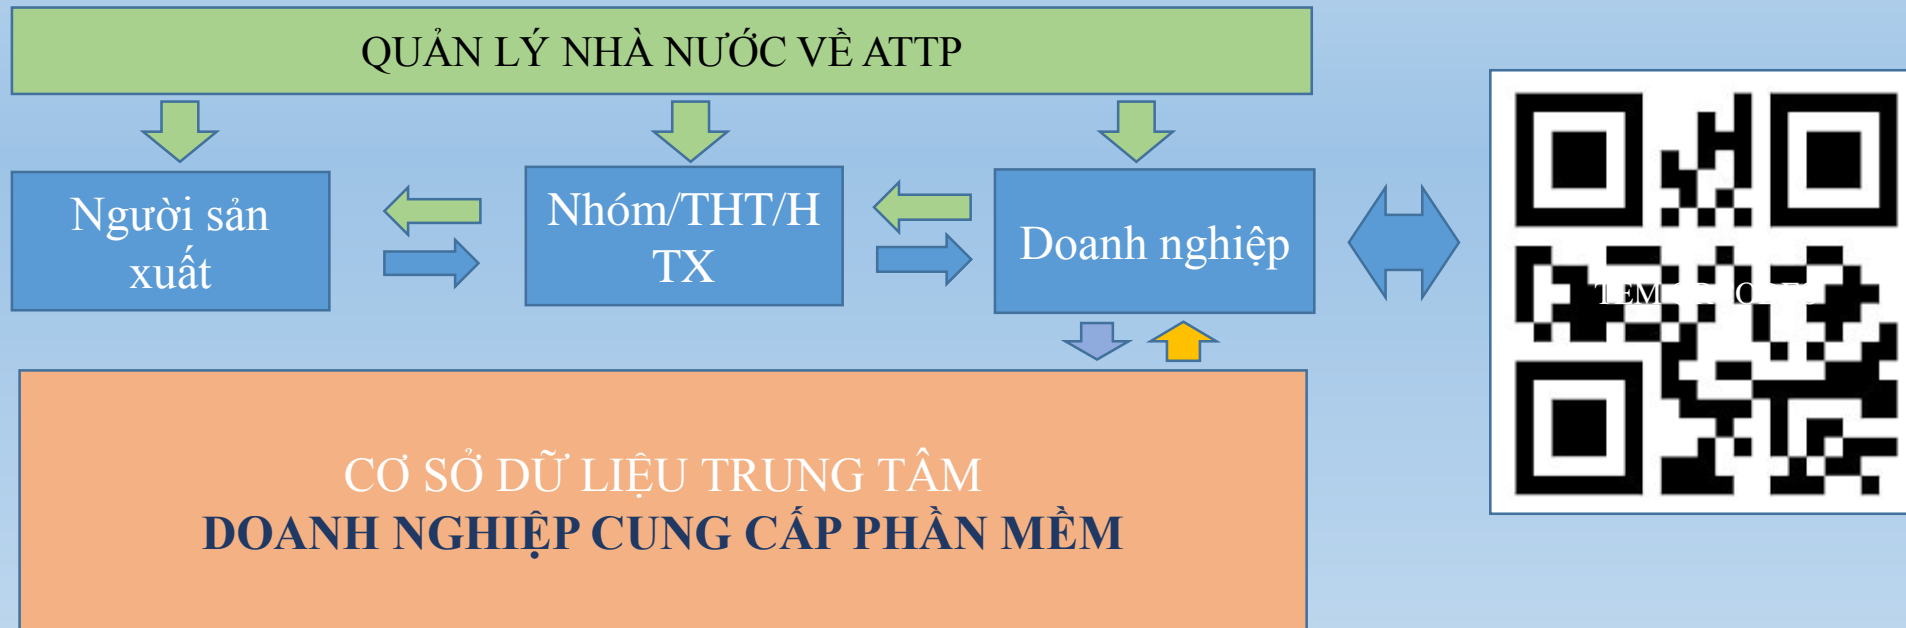 QUẢN LÝ NHÀ NƯỚC VỀ ATTP
Người sản
xuất
Nhóm/THT/H
TX
Doanh nghiệp
TEM
CƠ SỞ DỮ LIỆU TRUNG TÂM
DOANH NGHIỆP CUNG CẤP PHẦN MỀM